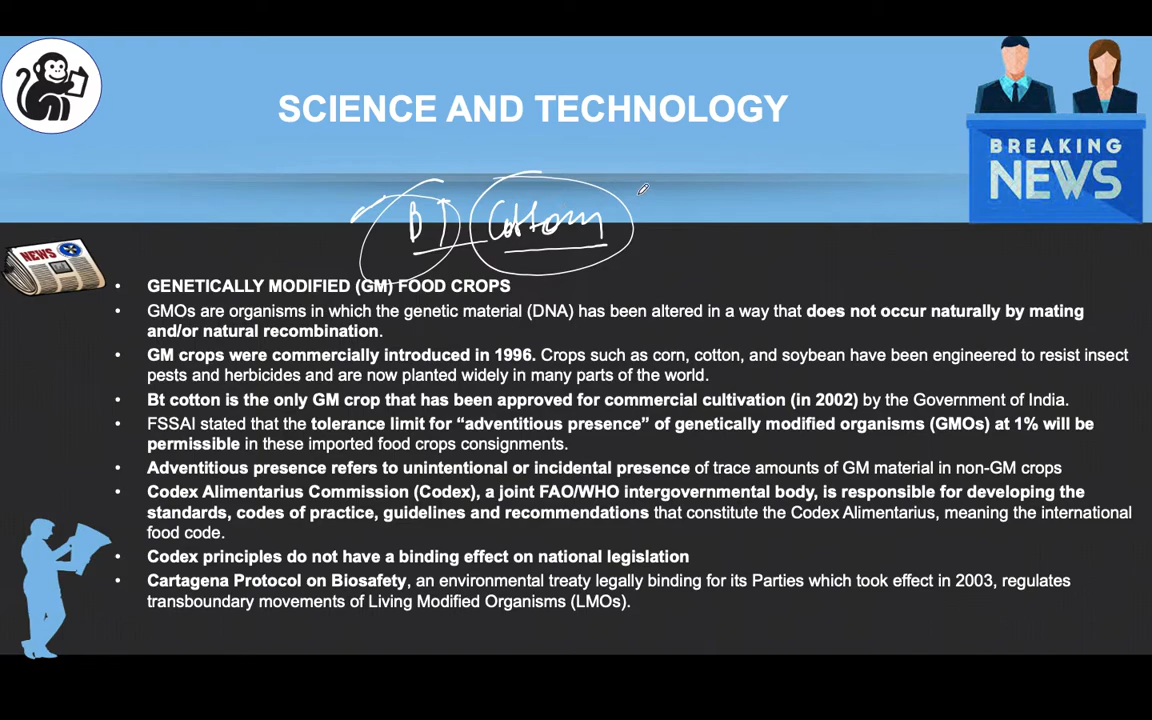 SCIENCE AND TECHNOLOGY
BREAKING
NEWS
BT Cotton
NEWS
• GENETICALLY MODIFIED (GM) FOOD CROPS
• GMOs are organisms in which the genetic material (DNA) has been altered in a way that does not occur naturally by mating
and/or natural recombination.
• GM crops were commercially introduced in 1996. Crops such as corn, cotton, and soybean have been engineered to resist insect
pests and herbicides and are now planted widely in many parts of the world.
• Bt cotton is the only GM crop that has been approved for commercial cultivation (in 2002) by the Government of India.
• FSSAI stated that the tolerance limit for “adventitious presence” of genetically modified organisms (GMOs) at 1% will be
permissible in these imported food crops consignments.
• Adventitious presence refers to unintentional or incidental presence of trace amounts of GM material in non-GM crops
• Codex Alimentarius Commission (Codex), a joint FAO/WHO intergovernmental body, is responsible for developing the
standards, codes of practice, guidelines and recommendations that constitute the Codex Alimentarius, meaning the international
food code.
• Codex principles do not have a binding effect on national legislation
• Cartagena Protocol on Biosafety, an environmental treaty legally binding for its Parties which took effect in 2003, regulates
transboundary movements of Living Modified Organisms (LMOs).